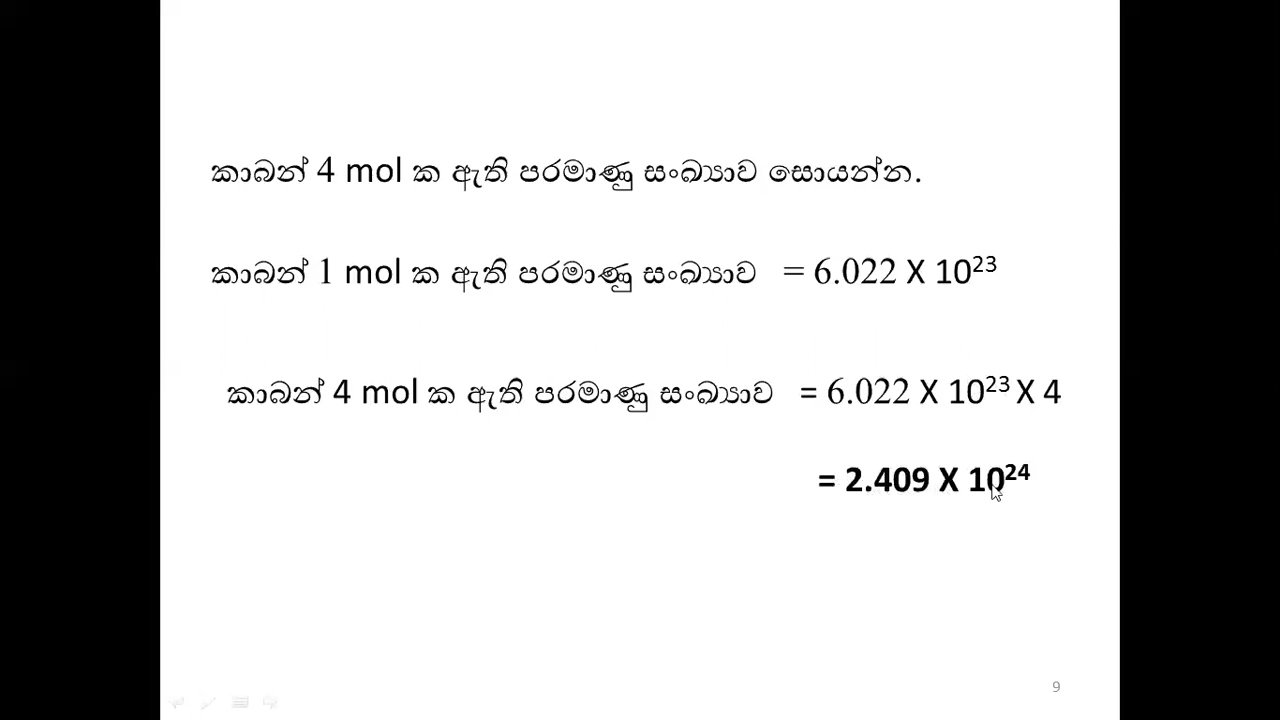 කාබන් 4 mol ක ඇති පරමාණු සංඛ්‍යාව සොයන්න.
කාබන් 1 mol ක ඇති පරමාණු සංඛ්‍යාව = 6.022 X 10²³
කාබන් 4 mol ක ඇති පරමාණු සංඛ්‍යාව = 6.022 X 10²³ X 4
= 2.409 X 10²⁴
9